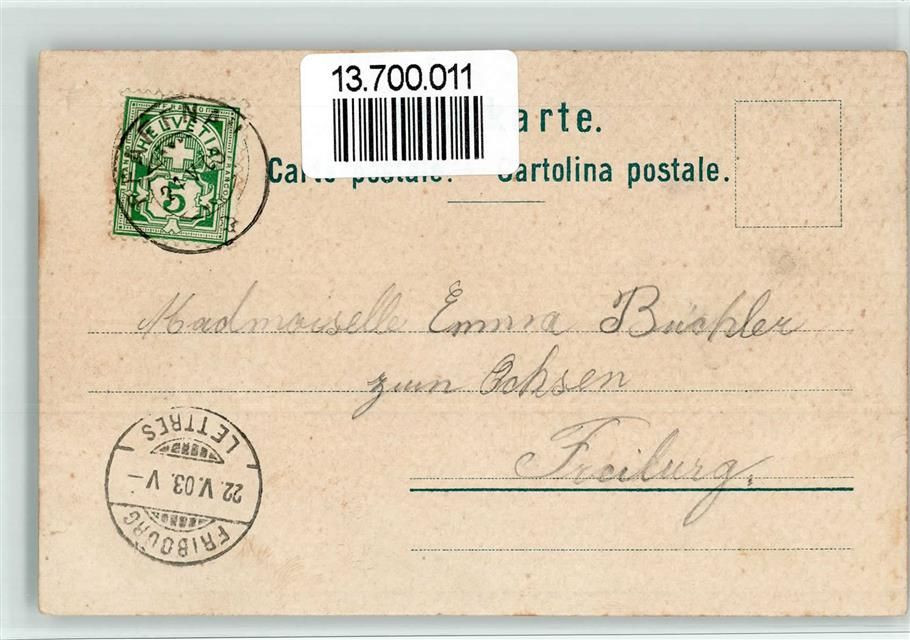 13.700.011
arte.
Carte postale. Cartolina postale.
HELVETIA
5
Madmoiselle Emma Büchler
zum Ochsen
Freiburg.
LETTRES
22. V. 03. V –
FRIBOURG